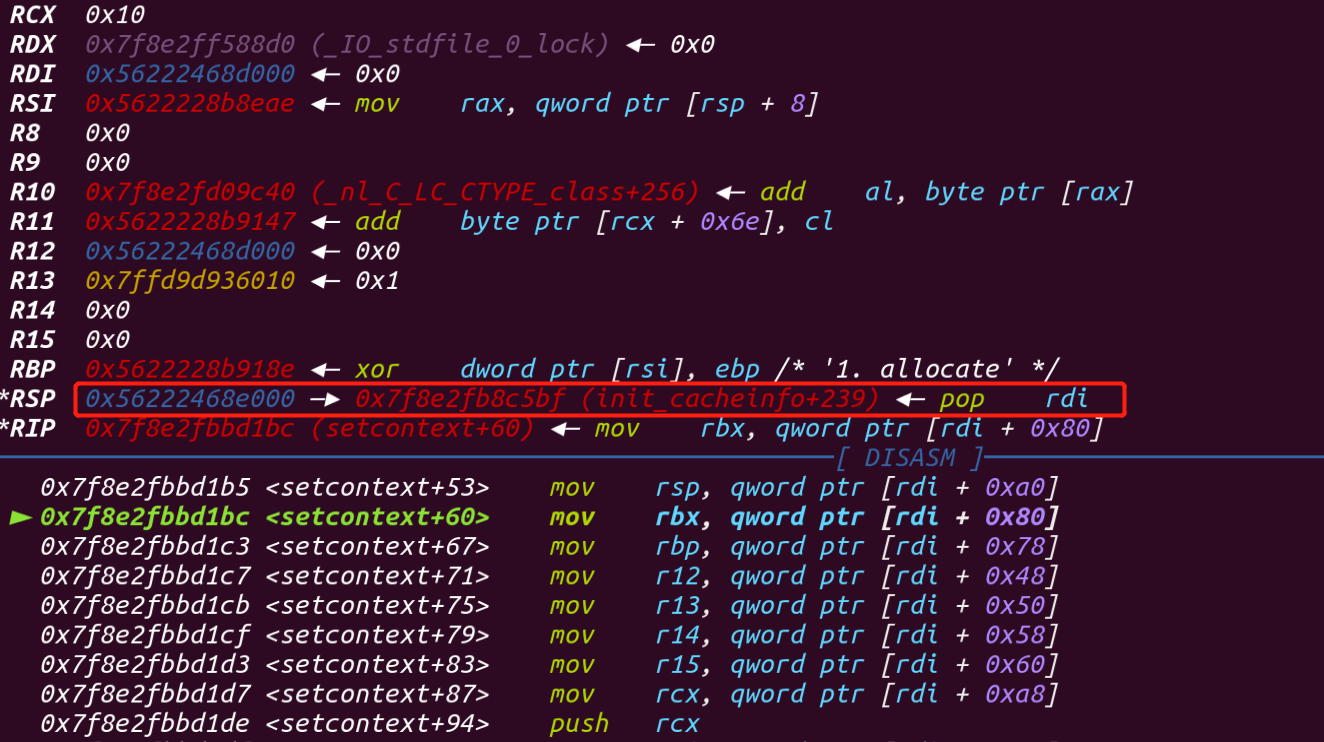 RCX 0x10
RDX 0x7f8e2ff588d0 (_IO_stdfile_0_lock) ◂— 0x0
RDI 0x56222468d000 ◂— 0x0
RSI 0x5622228b8eae ◂— mov rax, qword ptr [rsp + 8]
R8 0x0
R9 0x0
R10 0x7f8e2fd09c40 (_nl_C_LC_CTYPE_class+256) ◂— add al, byte ptr [rax]
R11 0x5622228b9147 ◂— add byte ptr [rcx + 0x6e], cl
R12 0x56222468d000 ◂— 0x0
R13 0x7ffd9d936010 ◂— 0x1
R14 0x0
R15 0x0
RBP 0x5622228b918e ◂— xor dword ptr [rsi], ebp /* '1. allocate' */
*RSP 0x56222468e000 —▸ 0x7f8e2fb8c5bf (init_cacheinfo+239) ◂— pop rdi
*RIP 0x7f8e2fbbd1bc (setcontext+60) ◂— mov rbx, qword ptr [rdi + 0x80]
[ DISASM ]
0x7f8e2fbbd1b5 <setcontext+53> mov rsp, qword ptr [rdi + 0xa0]
► 0x7f8e2fbbd1bc <setcontext+60> mov rbx, qword ptr [rdi + 0x80]
0x7f8e2fbbd1c3 <setcontext+67> mov rbp, qword ptr [rdi + 0x78]
0x7f8e2fbbd1c7 <setcontext+71> mov r12, qword ptr [rdi + 0x48]
0x7f8e2fbbd1cb <setcontext+75> mov r13, qword ptr [rdi + 0x50]
0x7f8e2fbbd1cf <setcontext+79> mov r14, qword ptr [rdi + 0x58]
0x7f8e2fbbd1d3 <setcontext+83> mov r15, qword ptr [rdi + 0x60]
0x7f8e2fbbd1d7 <setcontext+87> mov rcx, qword ptr [rdi + 0xa8]
0x7f8e2fbbd1de <setcontext+94> push rcx